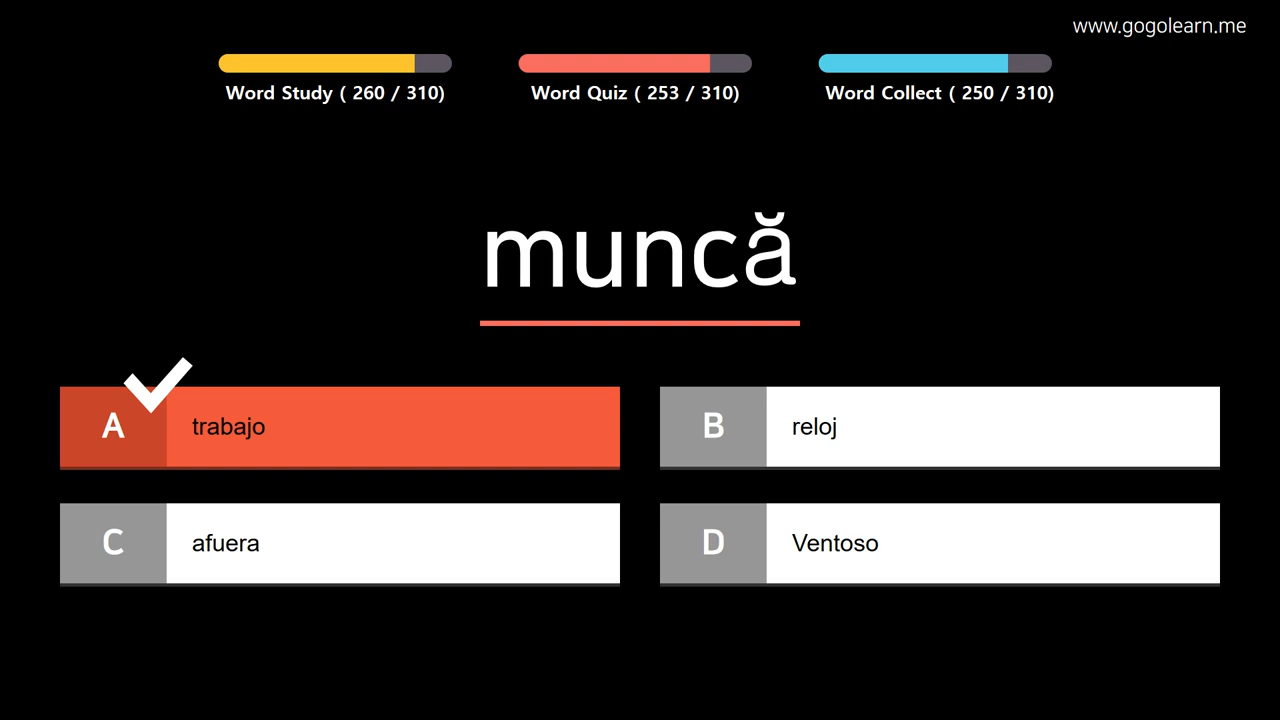 www.gogolearn.me
Word Study ( 260 / 310)
Word Quiz ( 253 / 310)
Word Collect ( 250 / 310)
muncă
A trabajo
B reloj
C afuera
D Ventoso